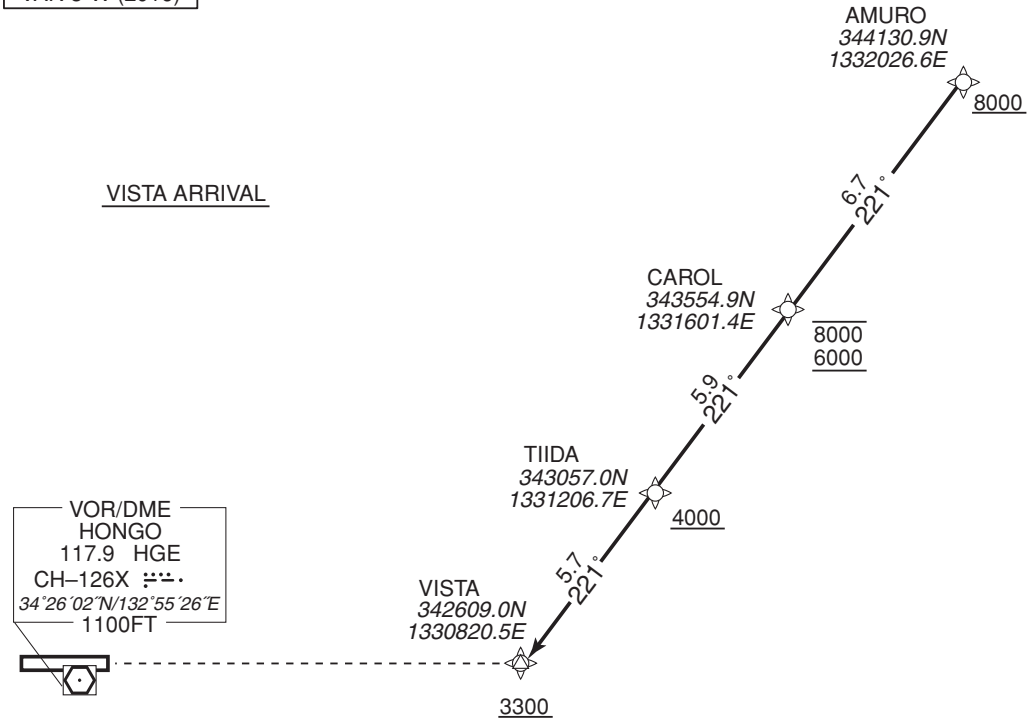 AMURO
344130.9N
1332026.6E
8000
VISTA ARRIVAL
6.7
221°
CAROL
343554.9N
1331601.4E
8000
6000
5.9
221°
TIIDA
343057.0N
1331206.7E
4000
5.7
221°
VOR/DME
HONGO
117.9 HGE
CH–126X
34°26′02″N/132°55′26″E
1100FT
VISTA
342609.0N
1330820.5E
3300